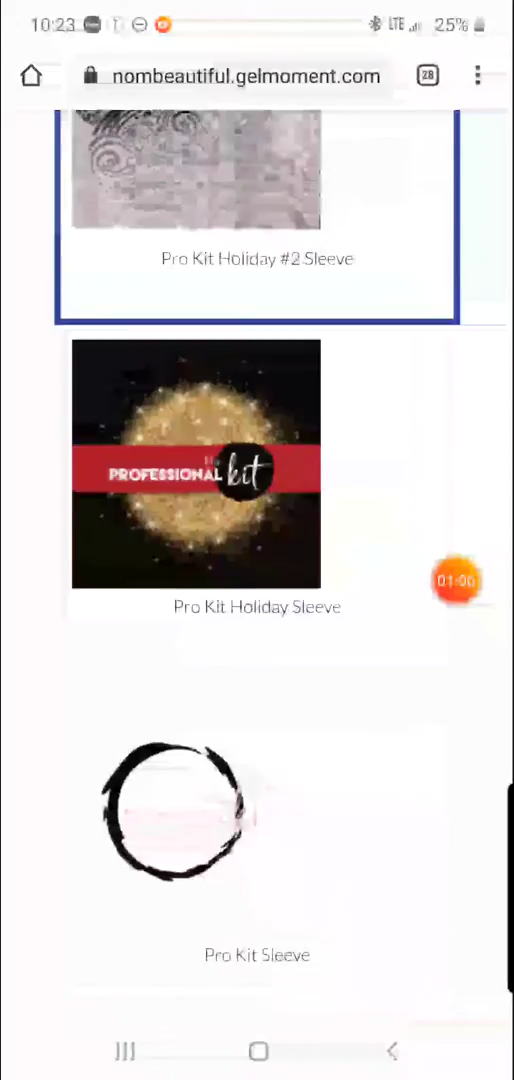 10:23
LTE
25%
nombeautiful.gelmoment.com
28
Pro Kit Holiday #2 Sleeve
PROFESSIONAL kit
01:00
Pro Kit Holiday Sleeve
Pro Kit Sleeve